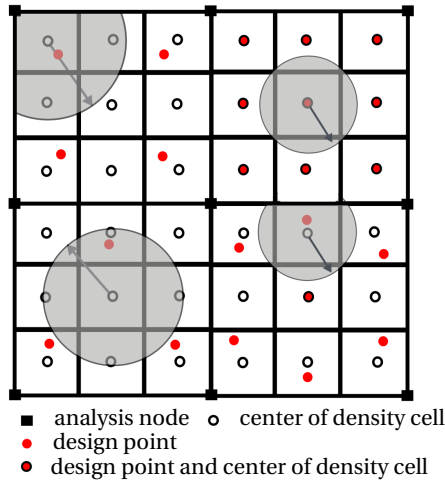 analysis node center of density cell
design point
design point and center of density cell